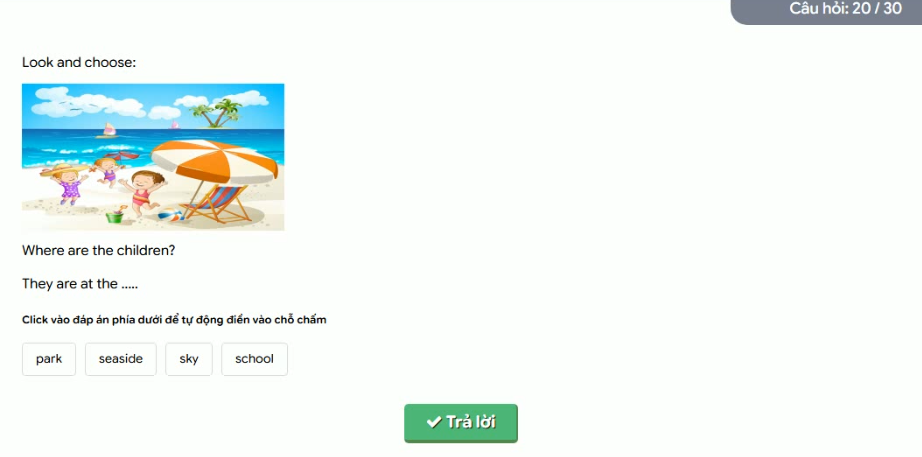 Câu hỏi: 20 / 30
Look and choose:
Where are the children?
They are at the .....
Click vào đáp án phía dưới để tự động điền vào chỗ chấm
park seaside sky school
Trả lời